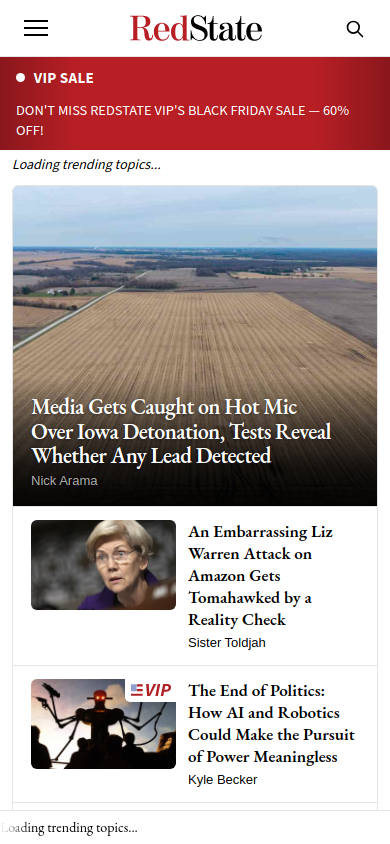 RedState
VIP SALE
DON'T MISS REDSTATE VIP'S BLACK FRIDAY SALE — 60%
OFF!
Loading trending topics...
Media Gets Caught on Hot Mic
Over Iowa Detonation, Tests Reveal
Whether Any Lead Detected
Nick Arama
An Embarrassing Liz
Warren Attack on
Amazon Gets
Tomahawked by a
Reality Check
Sister Toldjah
VIP
The End of Politics:
How AI and Robotics
Could Make the Pursuit
of Power Meaningless
Kyle Becker
Loading trending topics...